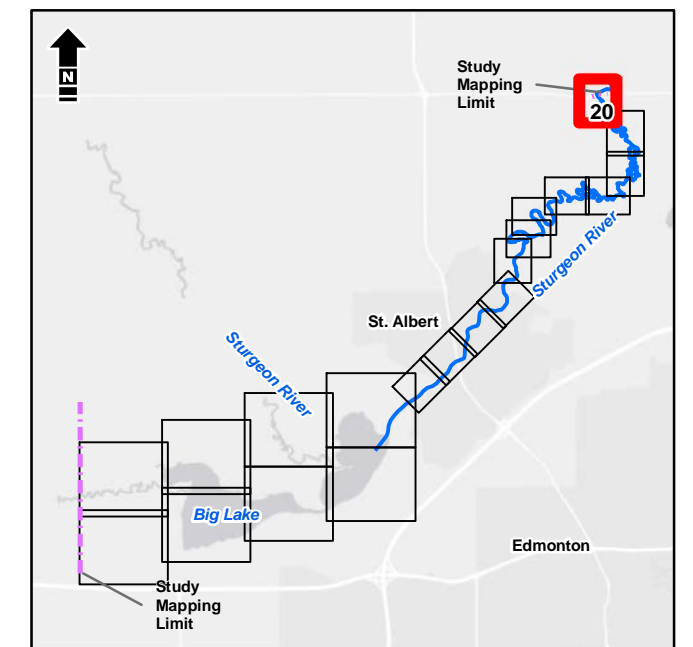 N
Study
Mapping
Limit
20
Sturgeon River
St. Albert
Sturgeon River
Big Lake
Edmonton
Study
Mapping
Limit